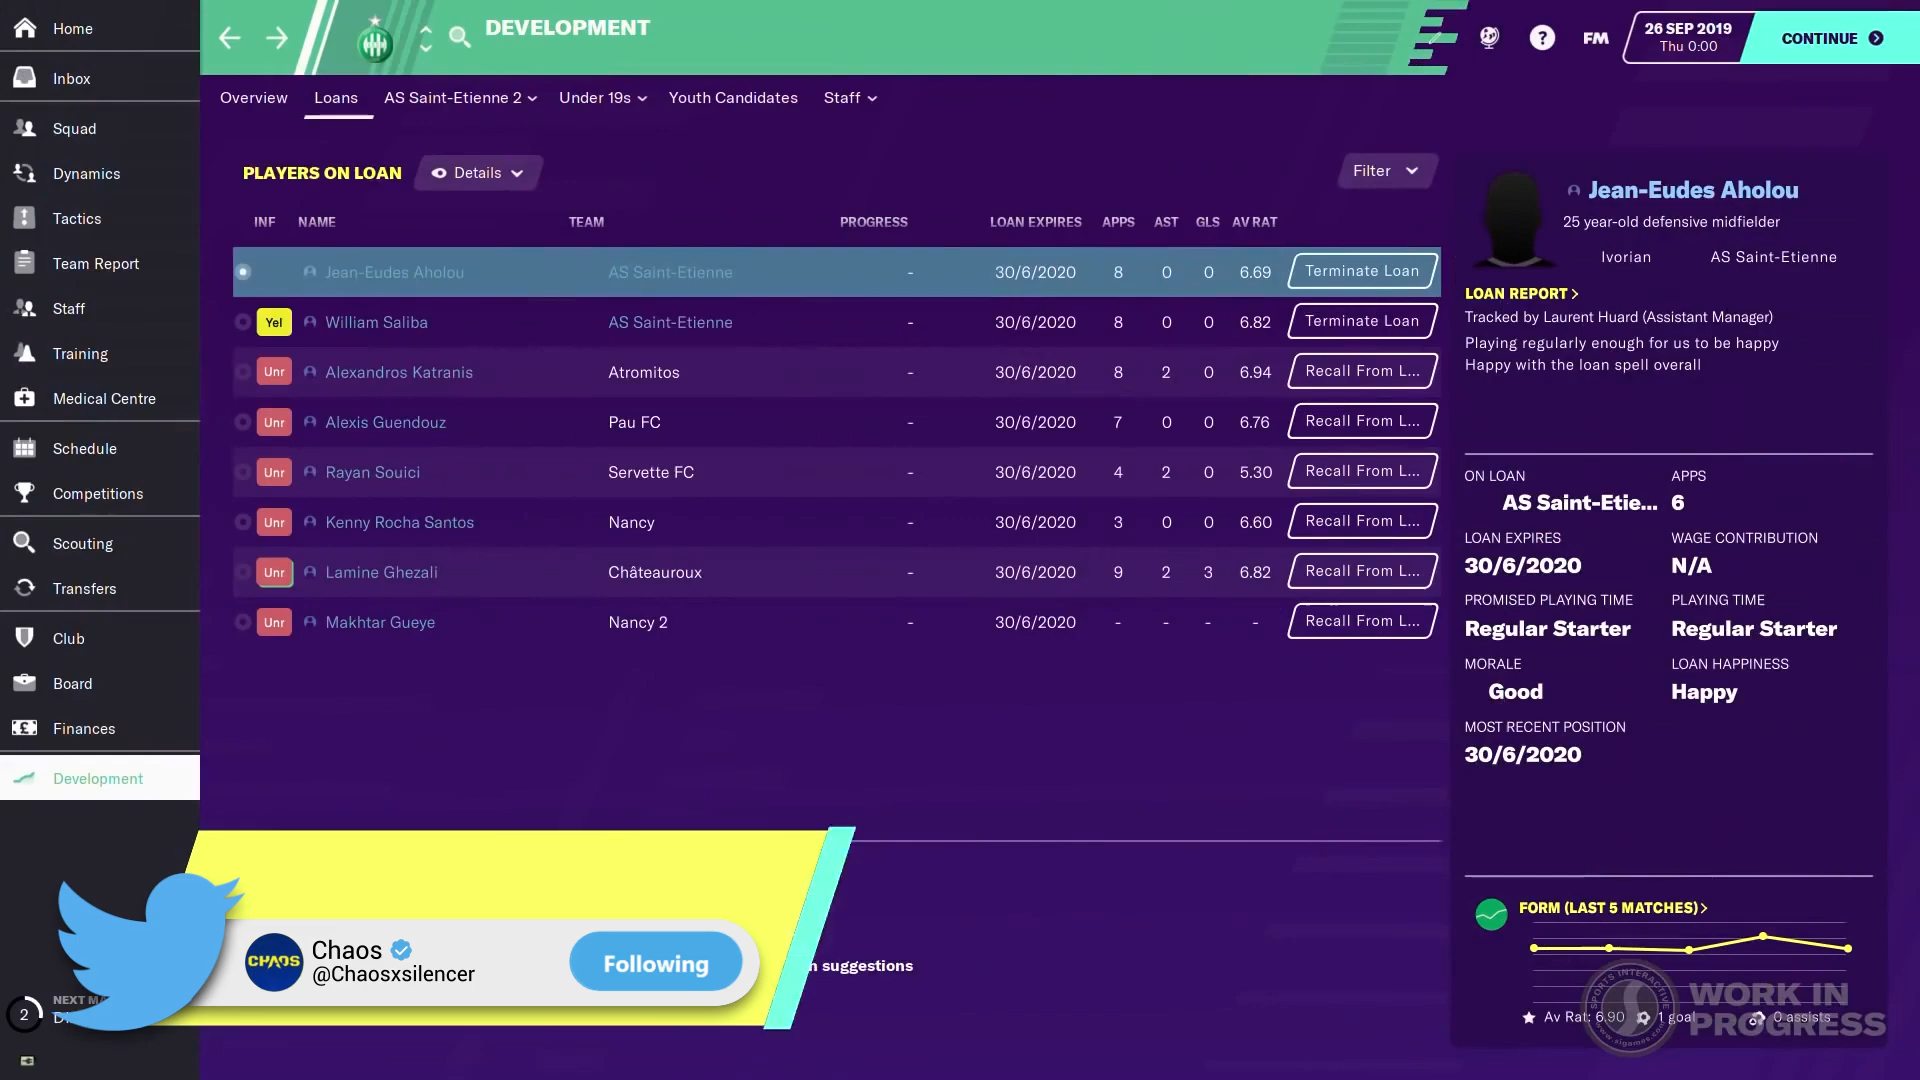 Home
Inbox
Squad
Dynamics
Tactics
Team Report
Staff
Training
Medical Centre
Schedule
Competitions
Scouting
Transfers
Club
Board
Finances
Development
2
NEXT M
DEVELOPMENT
FM
26 SEP 2019
Thu 0:00
CONTINUE
Overview Loans AS Saint-Etienne 2 Under 19s Youth Candidates Staff
PLAYERS ON LOAN Details Filter
INF NAME TEAM PROGRESS LOAN EXPIRES APPS AST GLS AV RAT
Jean-Eudes Aholou AS Saint-Etienne - 30/6/2020 8 0 0 6.69 Terminate Loan
Yel William Saliba AS Saint-Etienne - 30/6/2020 8 0 0 6.82 Terminate Loan
Unr Alexandros Katranis Atromitos - 30/6/2020 8 2 0 6.94 Recall From L...
Unr Alexis Guendouz Pau FC - 30/6/2020 7 0 0 6.76 Recall From L...
Unr Rayan Souici Servette FC - 30/6/2020 4 2 0 5.30 Recall From L...
Unr Kenny Rocha Santos Nancy - 30/6/2020 3 0 0 6.60 Recall From L...
Unr Lamine Ghezali Châteauroux - 30/6/2020 9 2 3 6.82 Recall From L...
Unr Makhtar Gueye Nancy 2 - 30/6/2020 - - - - Recall From L...
Jean-Eudes Aholou
25 year-old defensive midfielder
Ivorian AS Saint-Etienne
LOAN REPORT >
Tracked by Laurent Huard (Assistant Manager)
Playing regularly enough for us to be happy
Happy with the loan spell overall
ON LOAN APPS
AS Saint-Etie... 6
LOAN EXPIRES WAGE CONTRIBUTION
30/6/2020 N/A
PROMISED PLAYING TIME PLAYING TIME
Regular Starter Regular Starter
MORALE LOAN HAPPINESS
Good Happy
MOST RECENT POSITION
30/6/2020
FORM (LAST 5 MATCHES) >
Av Rat: 6.90 1 goal 0 assists
SPORTS INTERACTIVE
www.sigames.com
WORK IN
PROGRESS
CHAOS
Chaos
@Chaosxsilencer
Following
suggestions